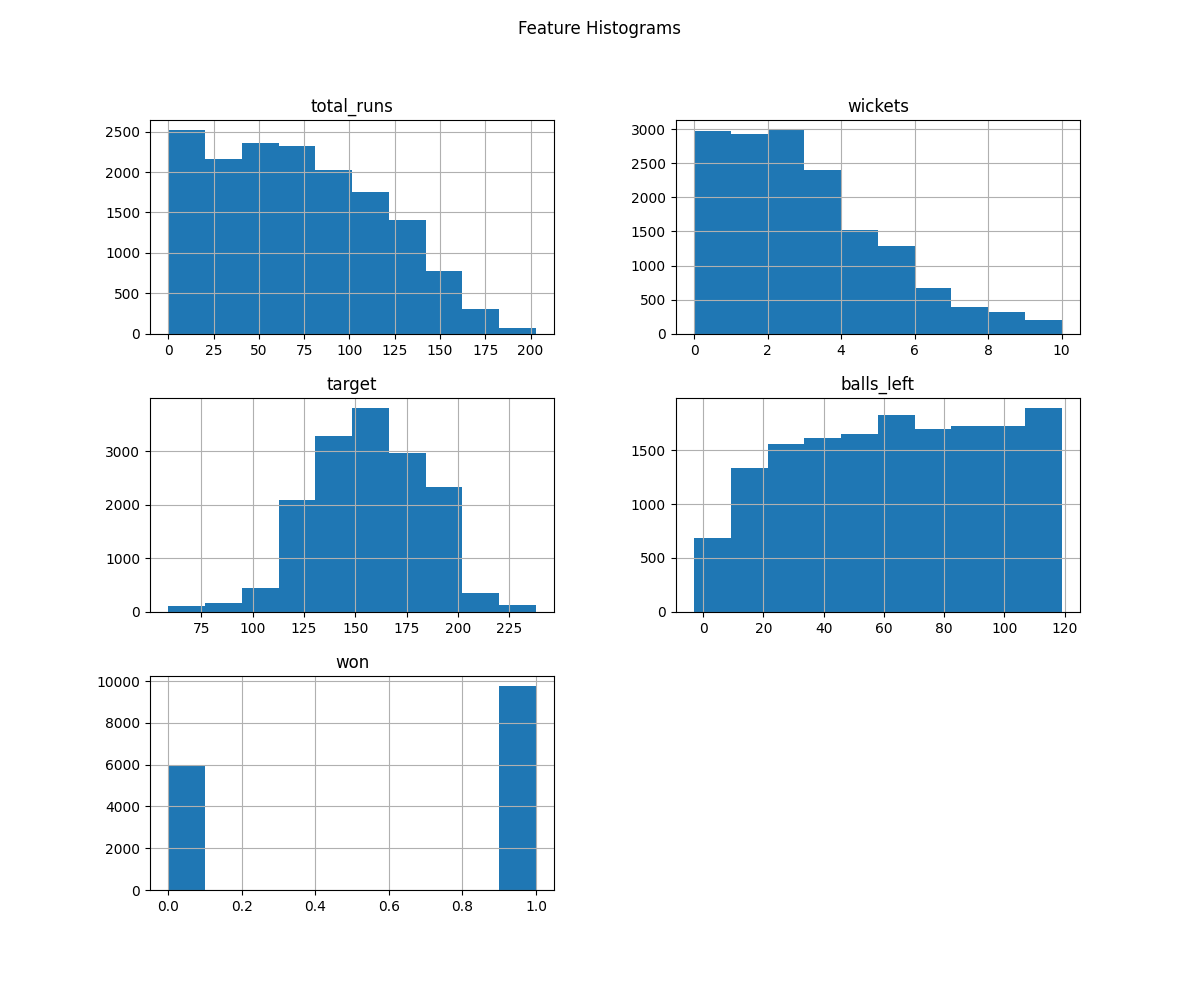 Feature Histograms
total_runs
2500
2000
1500
1000
500
0
0 25 50 75 100 125 150 175 200
wickets
3000
2500
2000
1500
1000
500
0
0 2 4 6 8 10
target
3000
2000
1000
0
75 100 125 150 175 200 225
balls_left
1500
1000
500
0
0 20 40 60 80 100 120
won
10000
8000
6000
4000
2000
0
0.0 0.2 0.4 0.6 0.8 1.0